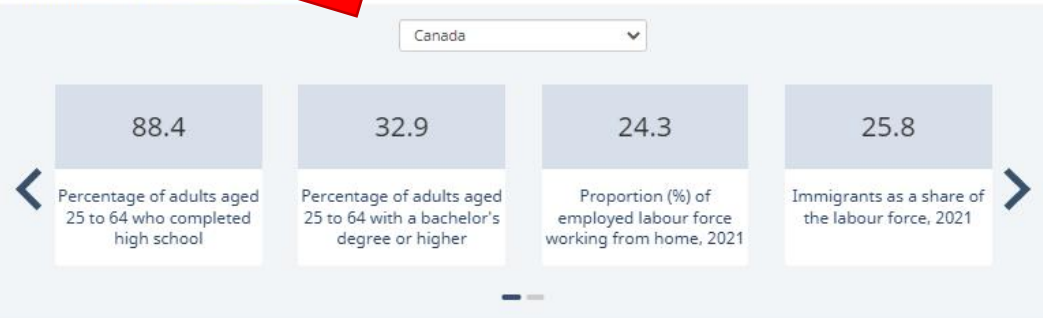 Canada
88.4
32.9
24.3
25.8
Percentage of adults aged
25 to 64 who completed
high school
Percentage of adults aged
25 to 64 with a bachelor's
degree or higher
Proportion (%) of
employed labour force
working from home, 2021
Immigrants as a share of
the labour force, 2021